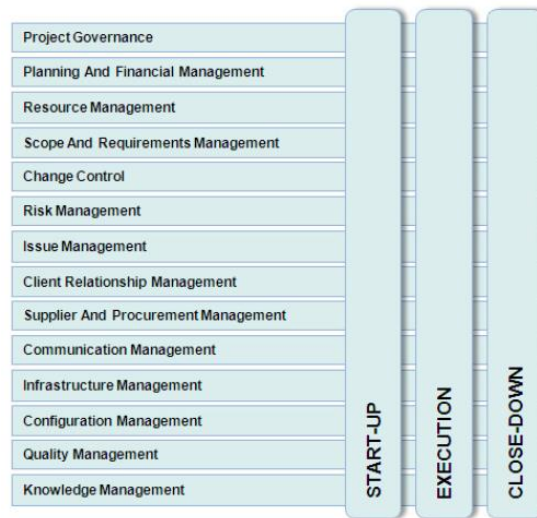 Project Governance
Planning And Financial Management
Resource Management
Scope And Requirements Management
Change Control
Risk Management
Issue Management
Client Relationship Management
Supplier And Procurement Management
Communication Management
Infrastructure Management
Configuration Management
Quality Management
Knowledge Management
START-UP
EXECUTION
CLOSE-DOWN